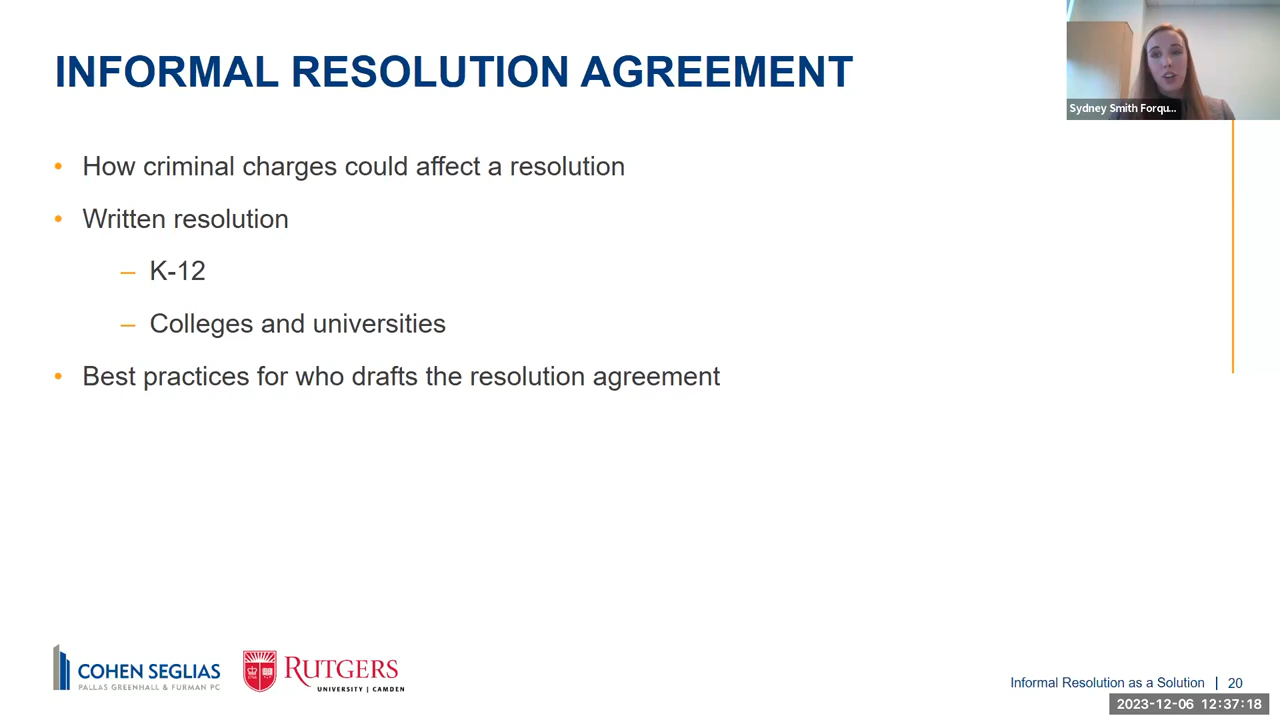 INFORMAL RESOLUTION AGREEMENT
Sydney Smith Forqu...
• How criminal charges could affect a resolution
• Written resolution
– K-12
– Colleges and universities
• Best practices for who drafts the resolution agreement
COHEN SEGLIAS
PALLAS GREENHALL & FURMAN PC
RUTGERS
UNIVERSITY | CAMDEN
Informal Resolution as a Solution | 20
2023-12-06 12:37:18